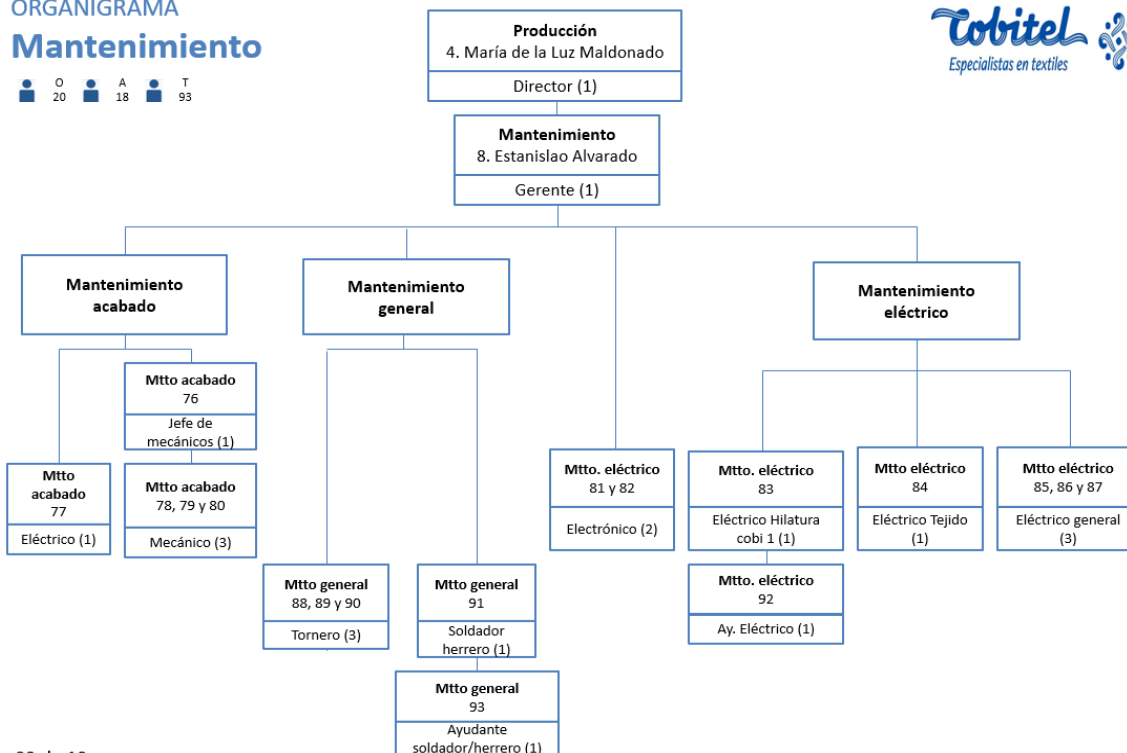 ORGANIGRAMA
Mantenimiento
O
20
A
18
T
93
Tobitel
Especialistas en textiles
Producción
4. María de la Luz Maldonado
Director (1)
Mantenimiento
8. Estanislao Alvarado
Gerente (1)
Mantenimiento
acabado
Mantenimiento
general
Mantenimiento
eléctrico
Mtto acabado
76
Jefe de
mecánicos (1)
Mtto
acabado
77
Eléctrico (1)
Mtto acabado
78, 79 y 80
Mecánico (3)
Mtto general
88, 89 y 90
Tornero (3)
Mtto general
91
Soldador
herrero (1)
Mtto general
93
Ayudante
soldador/herrero (1)
Mtto. eléctrico
81 y 82
Electrónico (2)
Mtto. eléctrico
83
Eléctrico Hilatura
cobi 1 (1)
Mtto. eléctrico
92
Ay. Eléctrico (1)
Mtto eléctrico
84
Eléctrico Tejido
(1)
Mtto eléctrico
85, 86 y 87
Eléctrico general
(3)